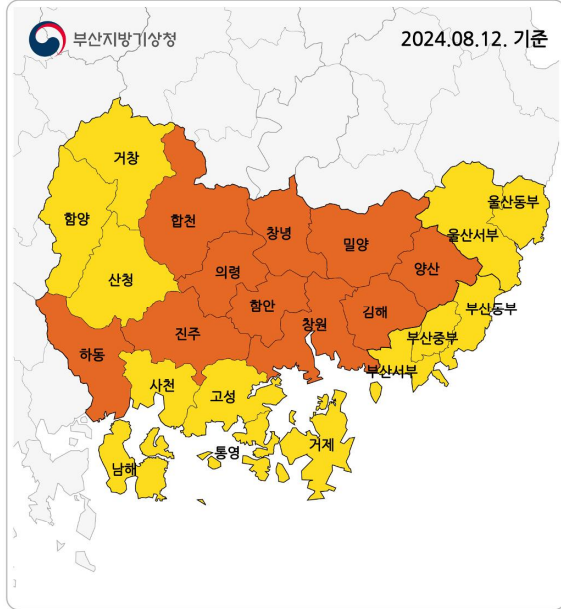 부산지방기상청
2024.08.12. 기준
거창
함양
합천
창녕
밀양
울산동부
울산서부
산청
의령
양산
함안
김해
부산동부
진주
창원
하동
부산중부
부산서부
사천
고성
통영
거제
남해